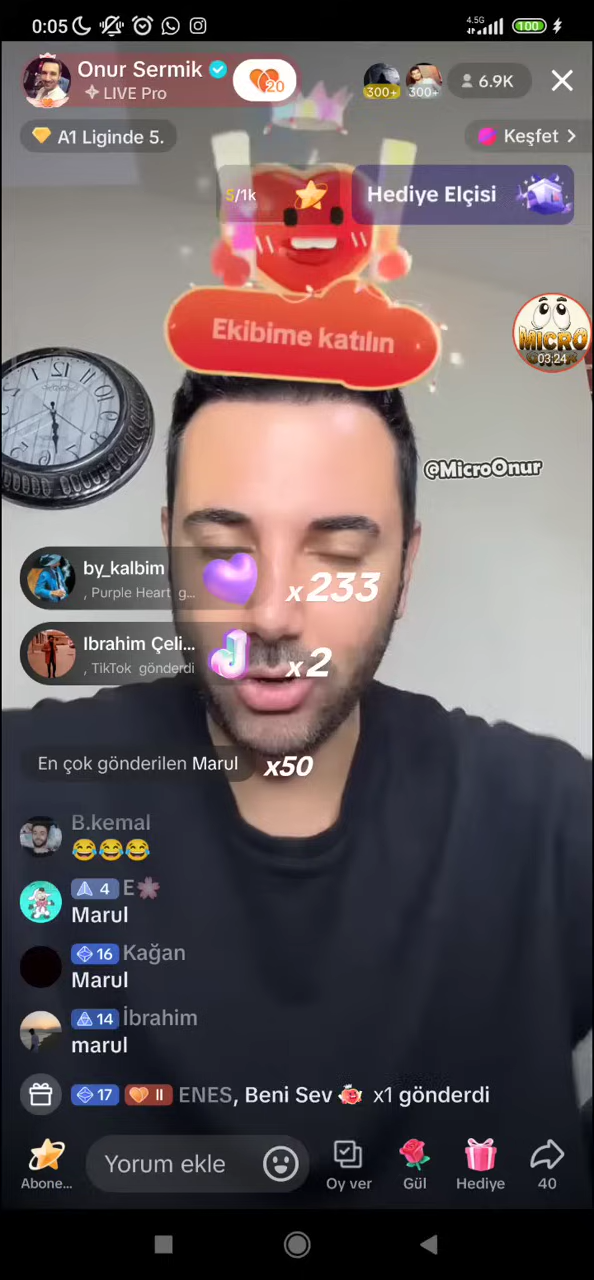 0:05
4.5G
100
Onur Sermik
LIVE Pro
20
300+
300+
6.9K
A1 Liginde 5.
Keşfet
5/1k
Hediye Elçisi
Ekibime katılın
MICRO
03:24
@MicroOnur
by_kalbim
, Purple Heart g...
x233
Ibrahim Çeli...
, TikTok gönderdi
x2
En çok gönderilen Marul
x50
B.kemal
😂😂😂
4 E🌸
Marul
16 Kağan
Marul
14 İbrahim
marul
17 II ENES, Beni Sev x1 gönderdi
Abone...
Yorum ekle
Oy ver
Gül
Hediye
40